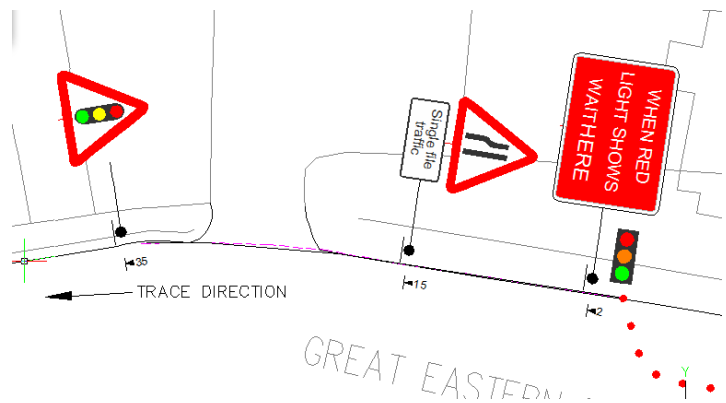 WHEN RED
LIGHT SHOWS
WAIT HERE
Single file
traffic
35
15
2
TRACE DIRECTION
GREAT EASTERN
Y